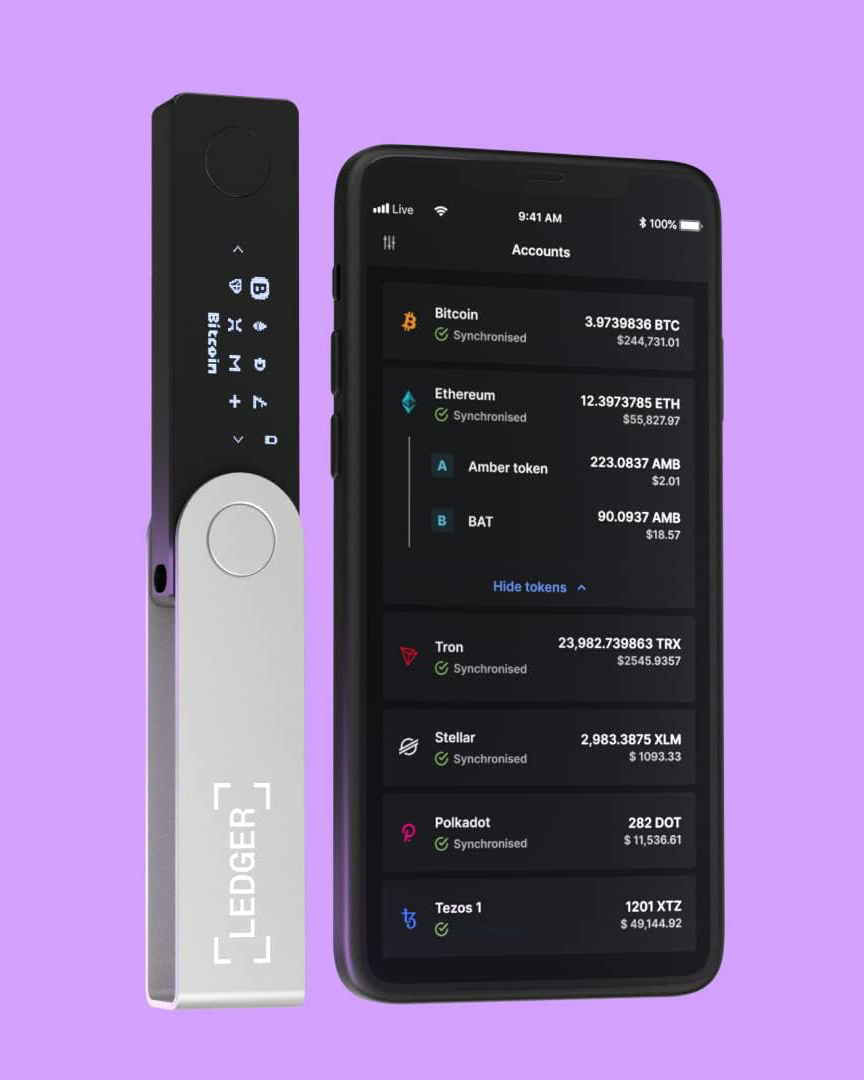 Bitcoin
LEDGER
Live
9:41 AM
100%
Accounts
Bitcoin
3.9739836 BTC
Synchronised
$244,731.01
Ethereum
12.3973785 ETH
Synchronised
$55,827.97
A
Amber token
223.0837 AMB
$2.01
B
BAT
90.0937 AMB
$18.57
Hide tokens
Tron
23,982.739863 TRX
Synchronised
$2545.9357
Stellar
2,983.3875 XLM
Synchronised
$ 1093.33
Polkadot
282 DOT
Synchronised
$ 11,536.61
Tezos 1
1201 XTZ
$ 49,144.92